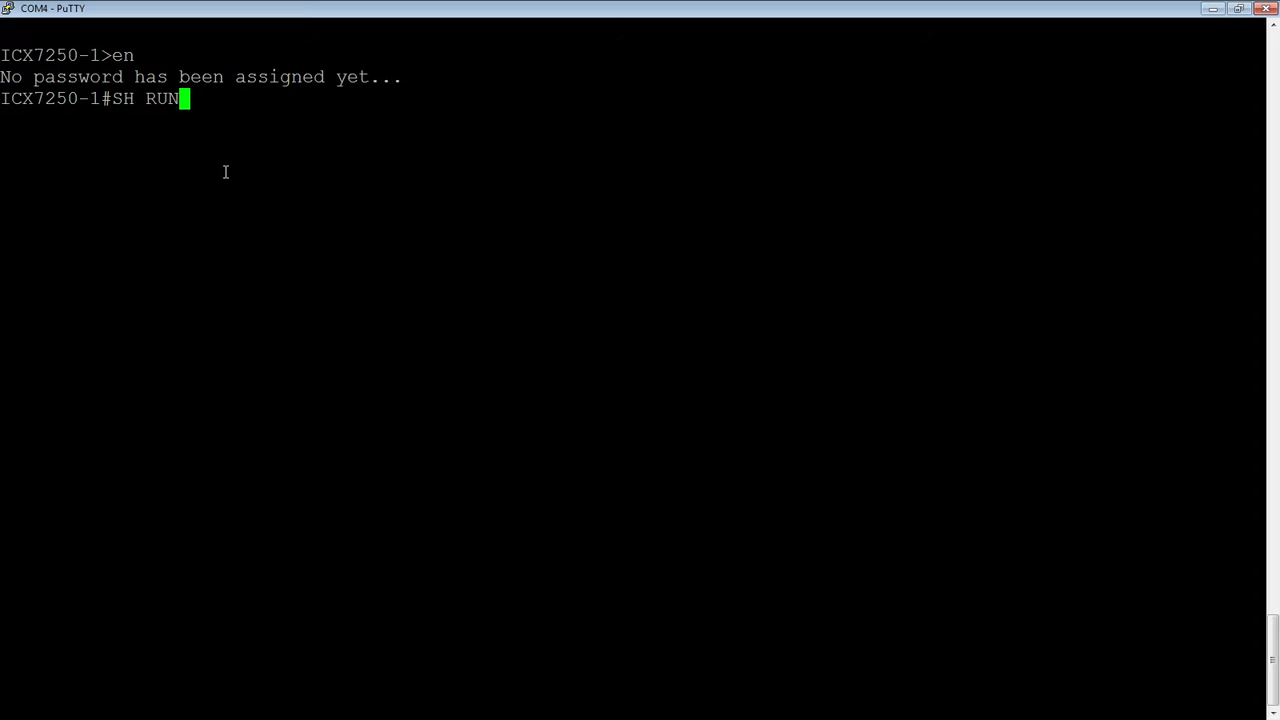 COM4 - PuTTY
ICX7250-1>en
No password has been assigned yet...
ICX7250-1#SH RUN